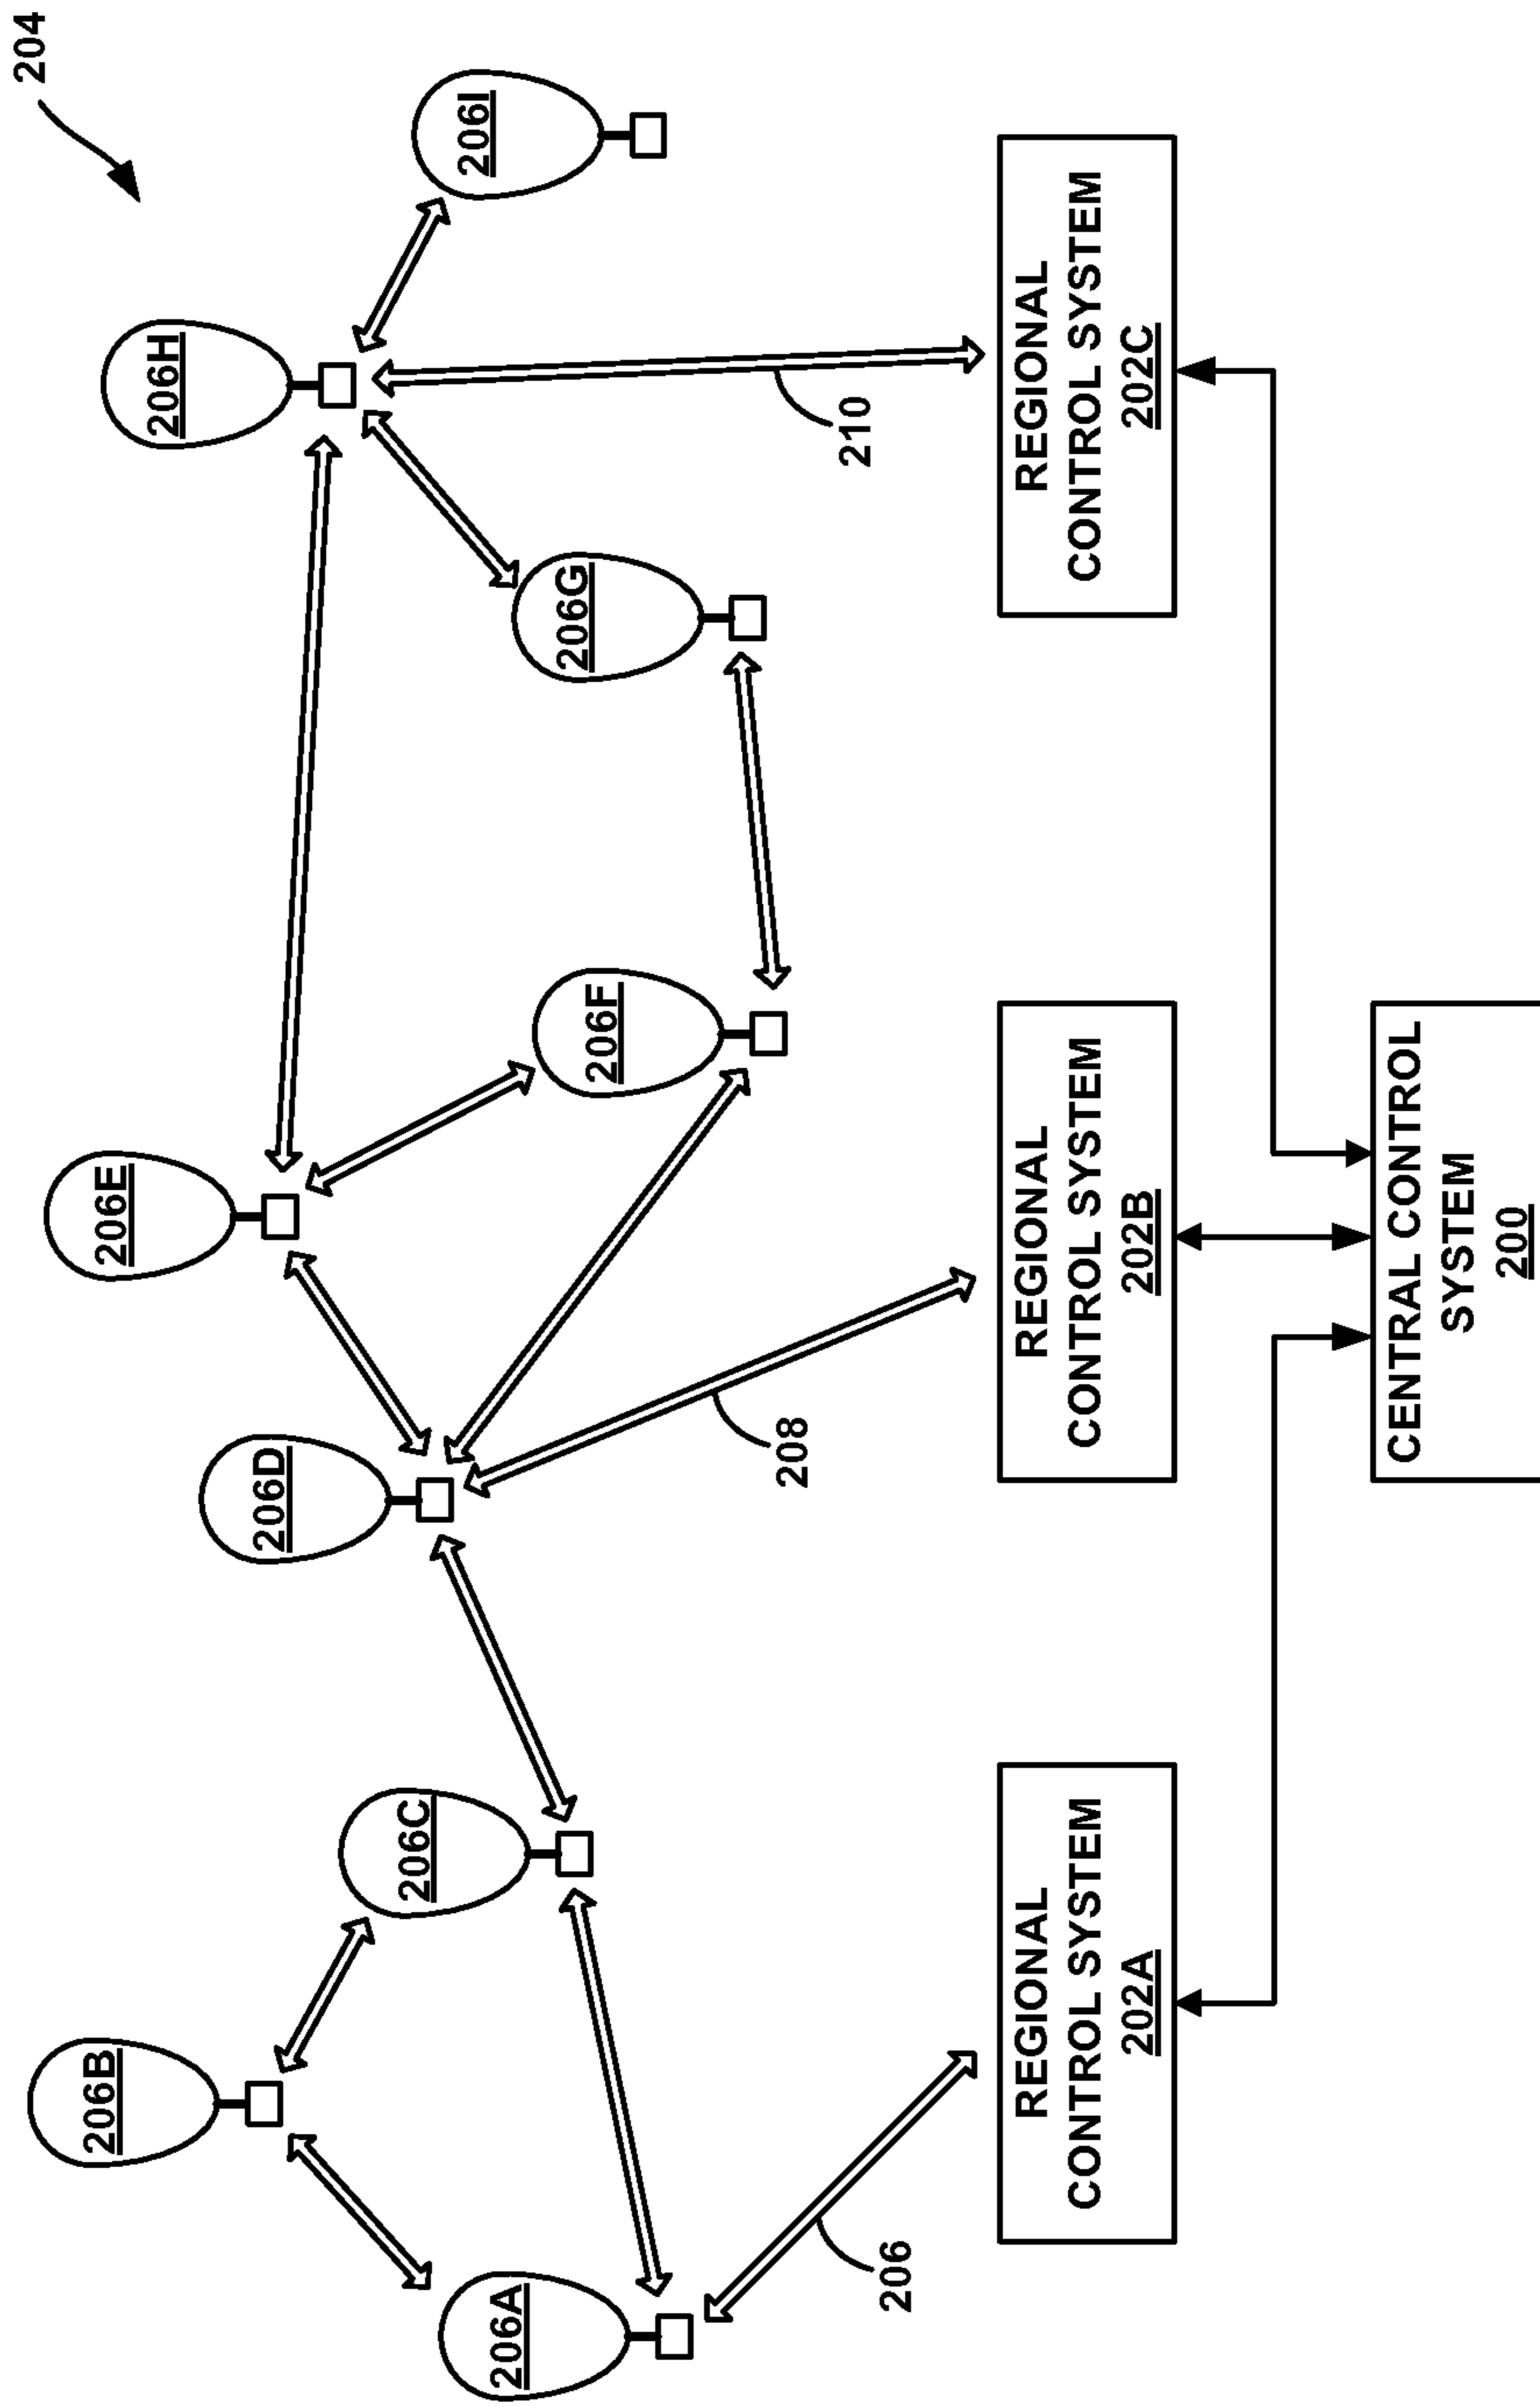 204
206B
206E
206H
206D
206C
206I
206A
206F
206G
206
208
210
REGIONAL
CONTROL SYSTEM
202A
REGIONAL
CONTROL SYSTEM
202B
REGIONAL
CONTROL SYSTEM
202C
CENTRAL CONTROL
SYSTEM
200